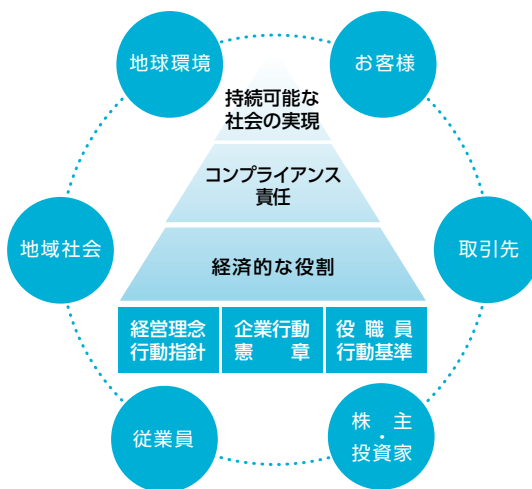 地球環境
お客様
持続可能な
社会の実現
コンプライアンス
責任
地域社会
取引先
経済的な役割
経営理念
行動指針
企業行動
憲章
役職員
行動基準
従業員
株主
・
投資家